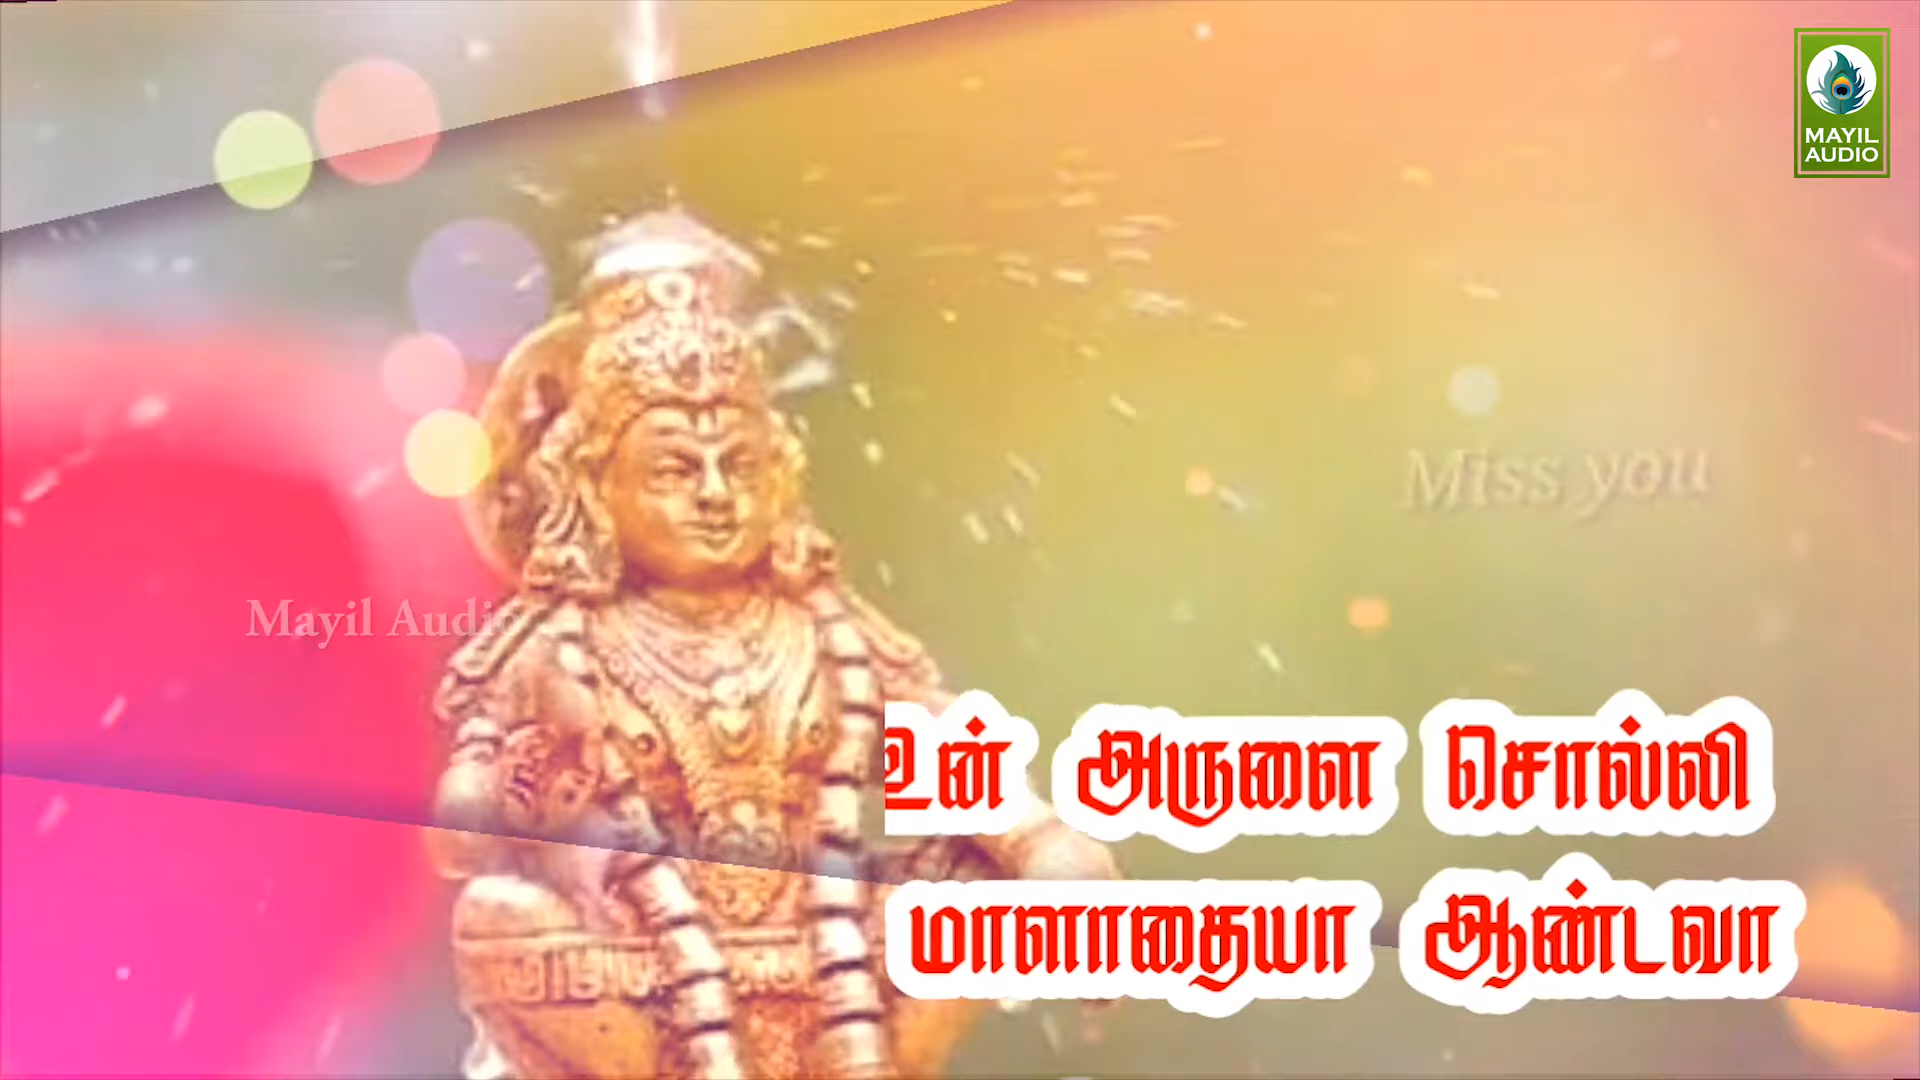 MAYIL
AUDIO
Miss you
Mayil Audio
உன் அருளை சொல்லி
மாளாதையா ஆண்டவா